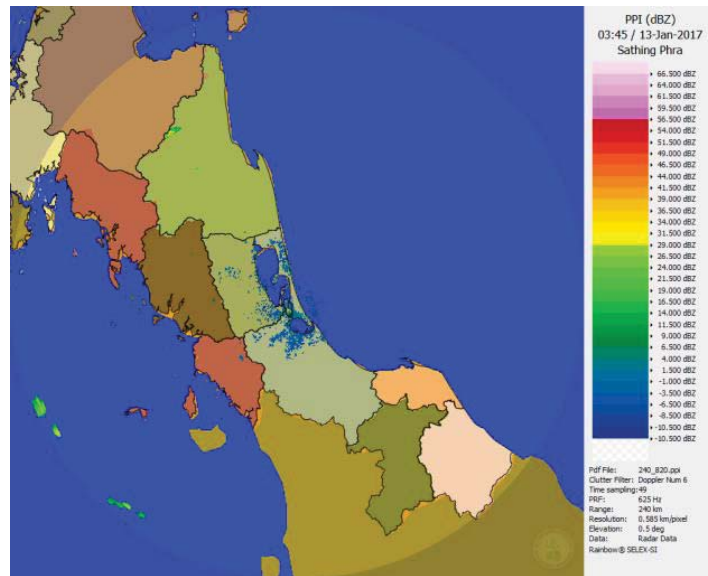 PPI (dBZ)
03:45 / 13-Jan-2017
Sathing Phra
66.500 dBZ
64.000 dBZ
61.500 dBZ
59.500 dBZ
56.500 dBZ
54.000 dBZ
51.500 dBZ
49.000 dBZ
46.500 dBZ
44.000 dBZ
41.500 dBZ
39.000 dBZ
36.500 dBZ
34.000 dBZ
31.500 dBZ
29.000 dBZ
26.500 dBZ
24.000 dBZ
21.500 dBZ
19.000 dBZ
16.500 dBZ
14.000 dBZ
11.500 dBZ
9.000 dBZ
6.500 dBZ
4.000 dBZ
1.500 dBZ
-1.000 dBZ
-3.500 dBZ
-6.500 dBZ
-8.500 dBZ
-10.500 dBZ
-10.500 dBZ
Pdf File: 240_820.ppi
Clutter Filter: Doppler Num 6
Time sampling:49
PRF: 625 Hz
Range: 240 km
Resolution: 0.585 km/pixel
Elevation: 0.5 deg
Data: Radar Data
Rainbow® SELEX-SI